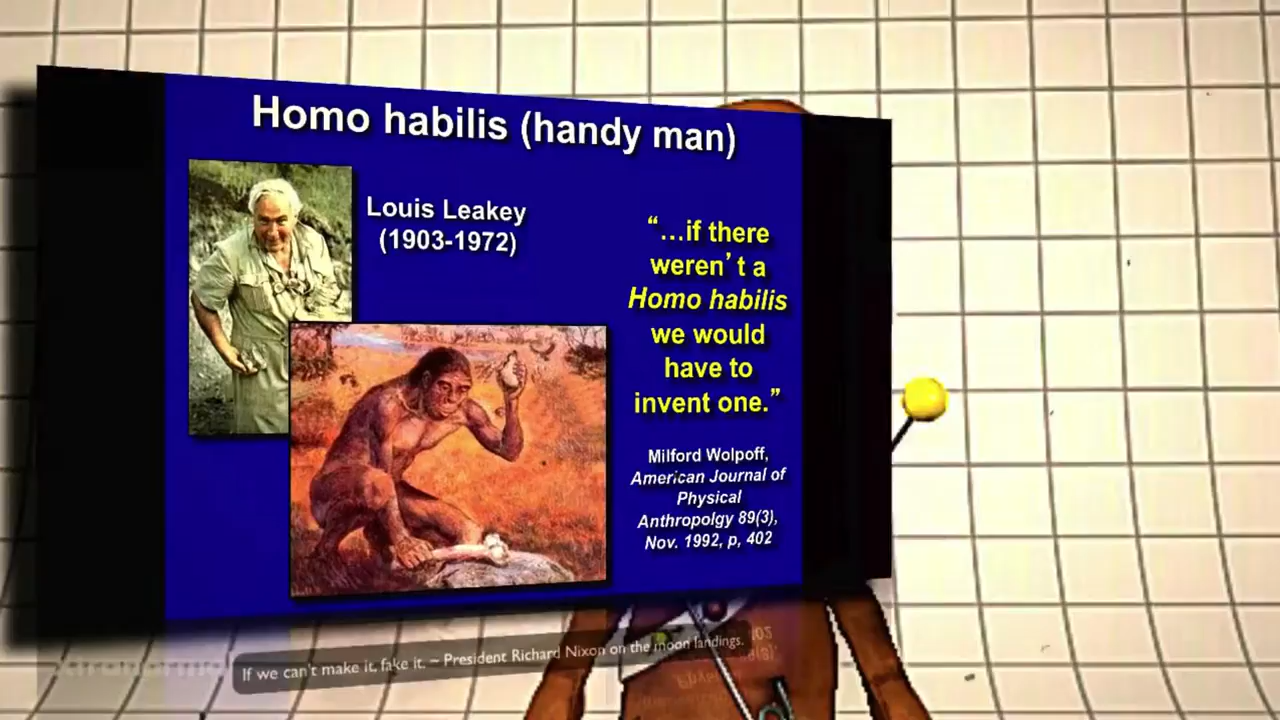 Homo habilis (handy man)
Louis Leakey
(1903-1972)
“…if there
weren’ t a
Homo habilis
we would
have to
invent one.”
Milford Wolpoff,
American Journal of
Physical
Anthropolgy 89(3),
Nov. 1992, p, 402
If we can't make it, fake it. ~ President Richard Nixon on the moon landings.